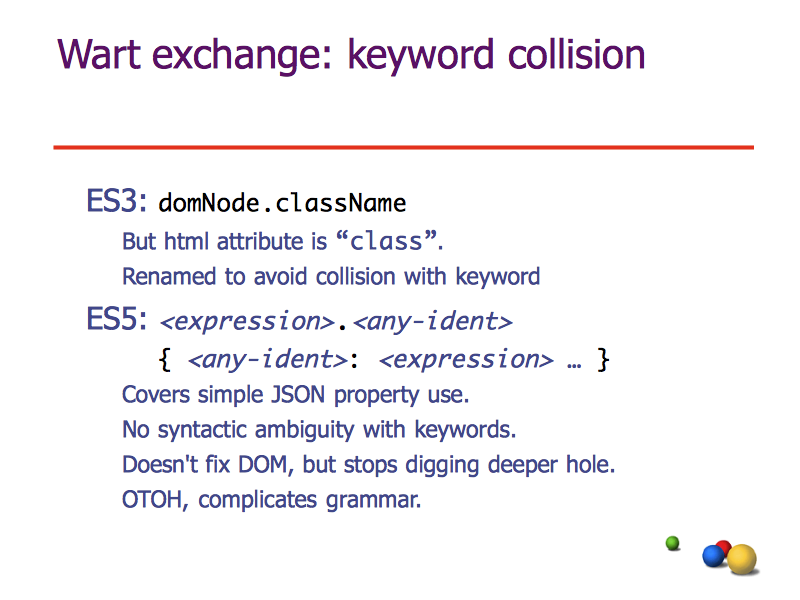 Wart exchange: keyword collision
ES3: domNode.className
But html attribute is “class”.
Renamed to avoid collision with keyword
ES5: <expression>.<any-ident>
{ <any-ident>: <expression> … }
Covers simple JSON property use.
No syntactic ambiguity with keywords.
Doesn't fix DOM, but stops digging deeper hole.
OTOH, complicates grammar.